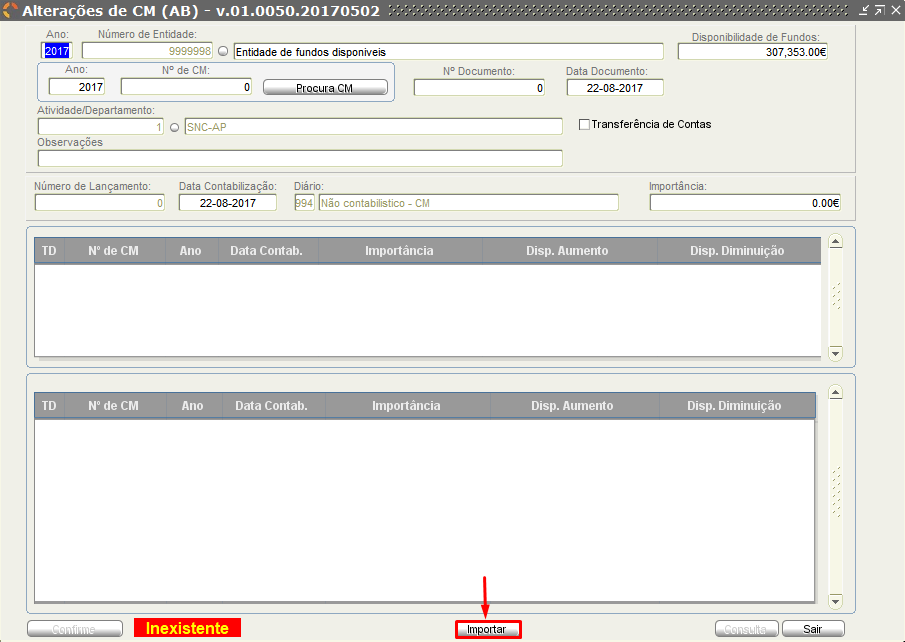 Alterações de CM (AB) - v.01.0050.20170502
Ano: Número de Entidade: Disponibilidade de Fundos:
2017 9999998 Entidade de fundos disponiveis 307,353.00€
Ano: Nº de CM: Nº Documento: Data Documento:
2017 0 Procura CM 0 22-08-2017
Atividade/Departamento:
1 SNC-AP Transferência de Contas
Observações
Número de Lançamento: Data Contabilização: Diário: Importância:
0 22-08-2017 994 Não contabilistico - CM 0.00€
TD Nº de CM Ano Data Contab. Importância Disp. Aumento Disp. Diminuição
TD Nº de CM Ano Data Contab. Importância Disp. Aumento Disp. Diminuição
Confirme Inexistente Importar Consulta Sair